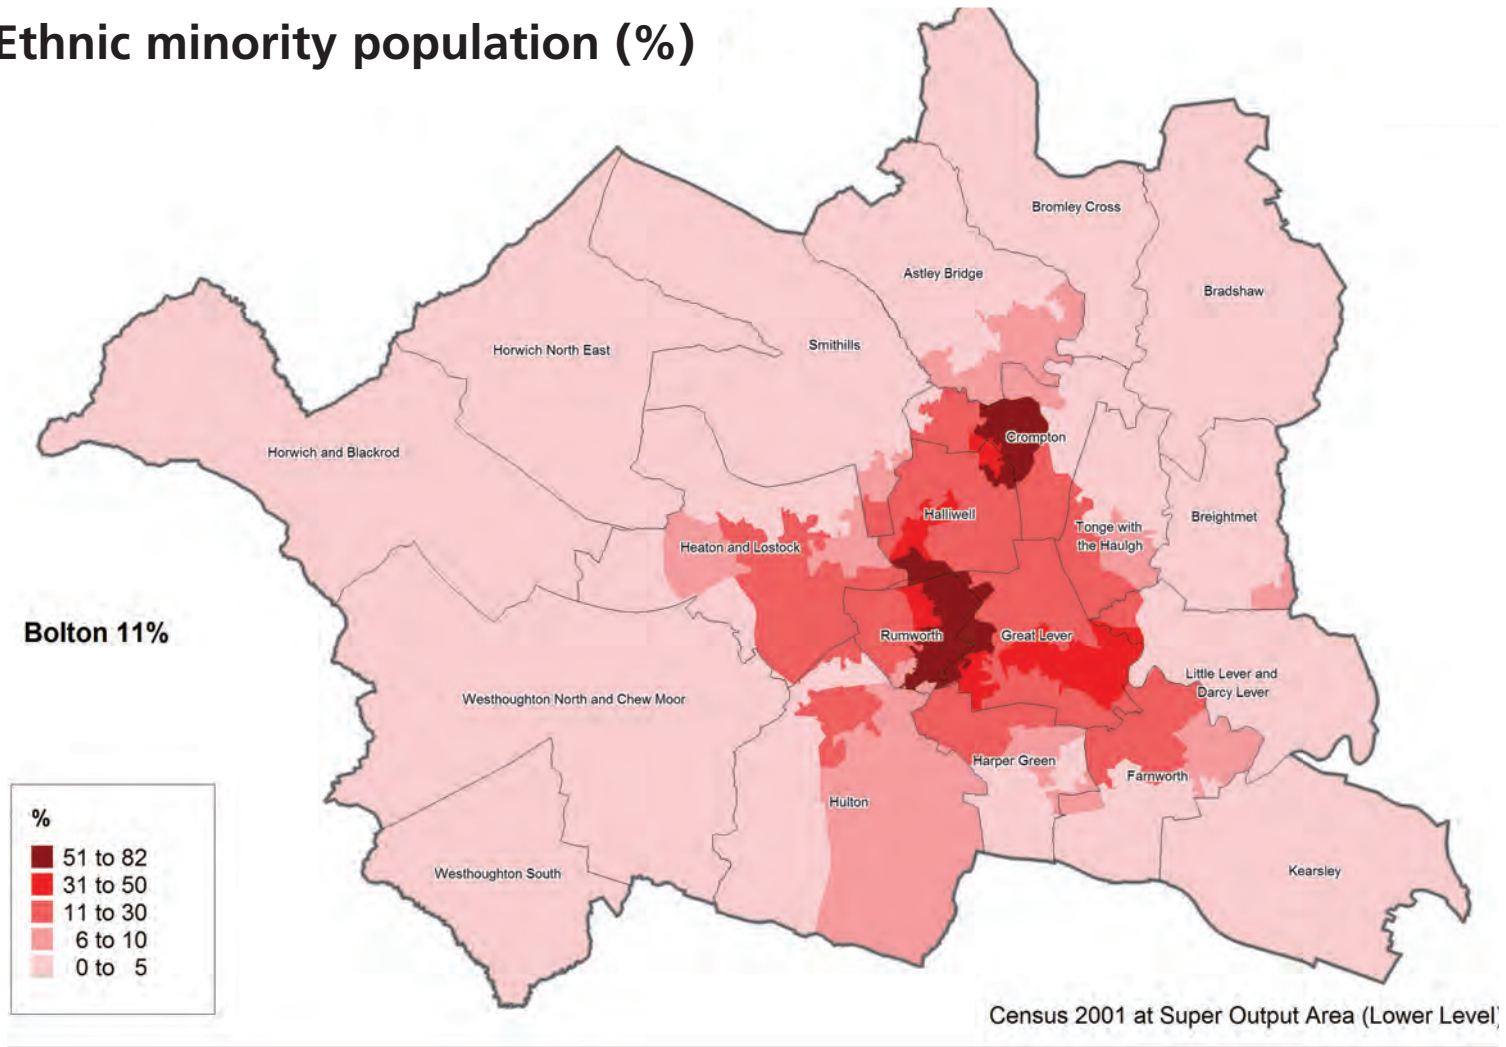 Ethnic minority population (%)
Bromley Cross
Astley Bridge
Bradshaw
Smithills
Horwich North East
Crompton
Horwich and Blackrod
Halliwell
Breightmet
Tonge with
the Haulgh
Heaton and Lostock
Bolton 11%
Rumworth
Great Lever
Little Lever and
Darcy Lever
Westhoughton North and Chew Moor
Harper Green
Farnworth
Hulton
Westhoughton South
Kearsley
%
51 to 82
31 to 50
11 to 30
6 to 10
0 to 5
Census 2001 at Super Output Area (Lower Level)